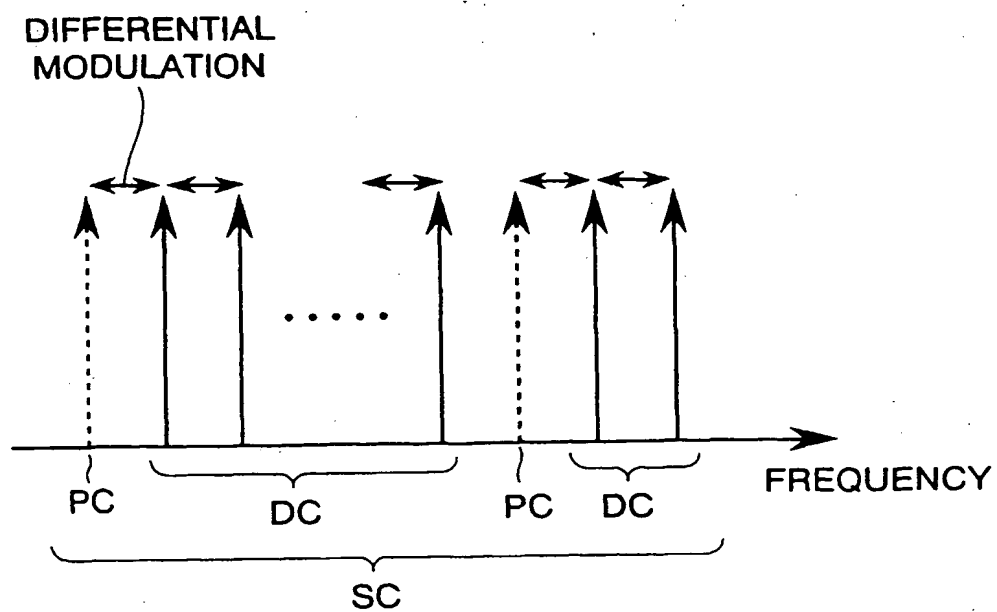 DIFFERENTIAL
MODULATION
FREQUENCY
PC
DC
PC
DC
SC